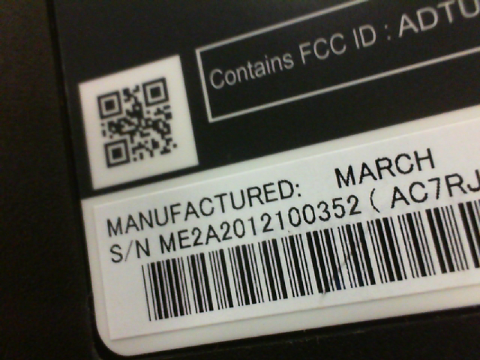 Contains FCC ID : ADTU
MANUFACTURED: MARCH
S/N ME2A2012100352 ( AC7RJ